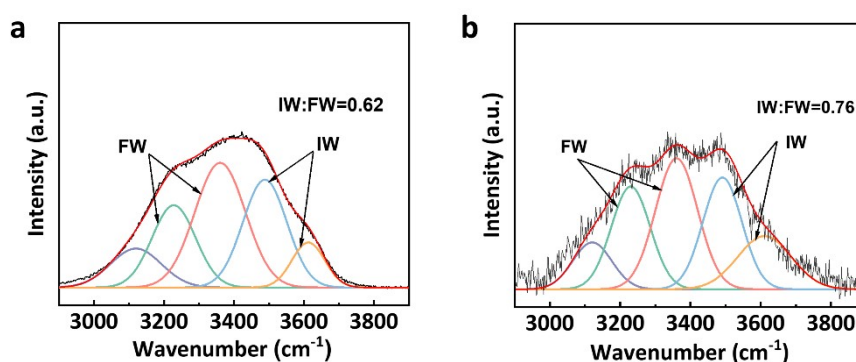 a
IW:FW=0.62
FW
IW
Intensity (a.u.)
3000 3200 3400 3600 3800
Wavenumber (cm⁻¹)
b
IW:FW=0.76
FW
IW
Intensity (a.u.)
3000 3200 3400 3600 3800
Wavenumber (cm⁻¹)